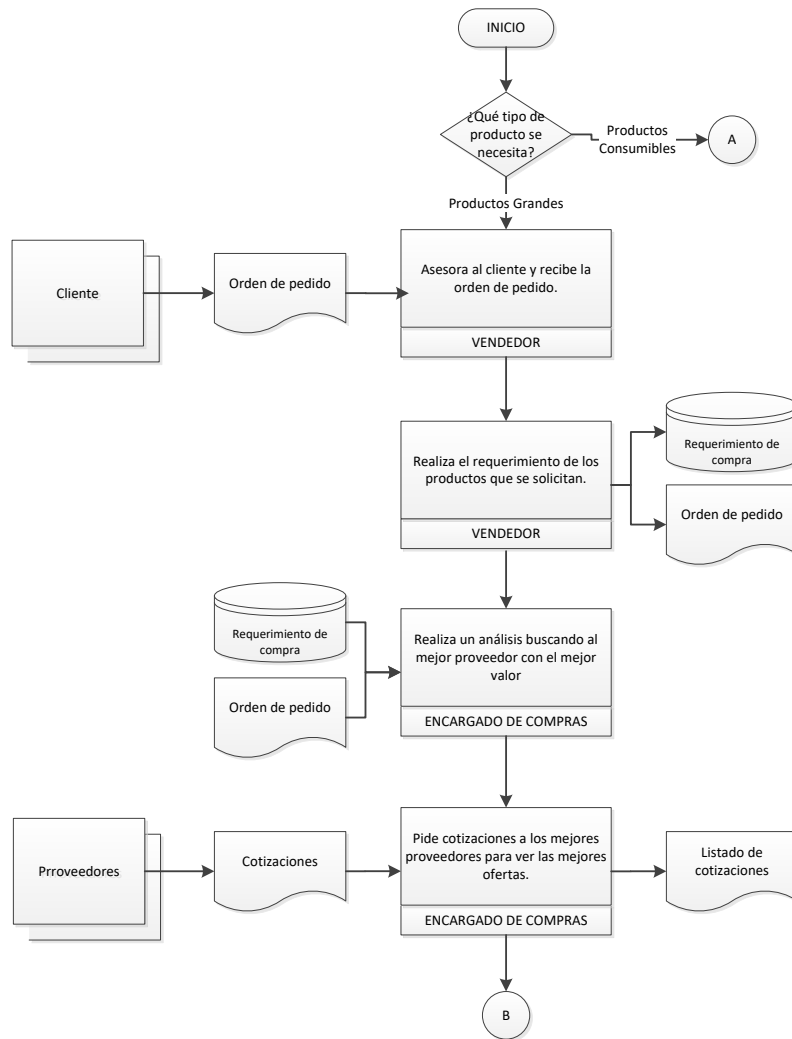 INICIO
¿Qué tipo de
producto se
necesita?
Productos
Consumibles
A
Productos Grandes
Cliente
Orden de pedido
Asesora al cliente y recibe la
orden de pedido.
VENDEDOR
Realiza el requerimiento de los
productos que se solicitan.
VENDEDOR
Requerimiento de
compra
Orden de pedido
Requerimiento de
compra
Orden de pedido
Realiza un análisis buscando al
mejor proveedor con el mejor
valor
ENCARGADO DE COMPRAS
Prroveedores
Cotizaciones
Pide cotizaciones a los mejores
proveedores para ver las mejores
ofertas.
ENCARGADO DE COMPRAS
Listado de
cotizaciones
B